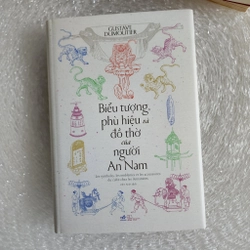 GUSTAVE
DUMOUTIER
Biểu tượng,
phù hiệu và
đồ thờ
của
người
An Nam